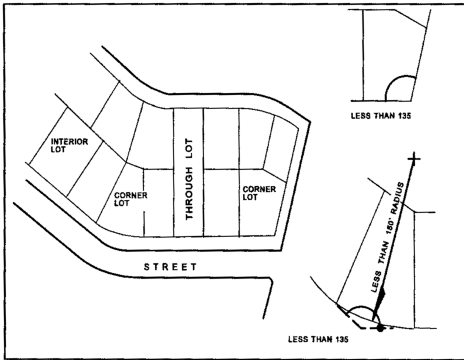 LESS THAN 135
INTERIOR
LOT
CORNER
LOT
THROUGH LOT
CORNER
LOT
STREET
LESS THAN 150' RADIUS
LESS THAN 135